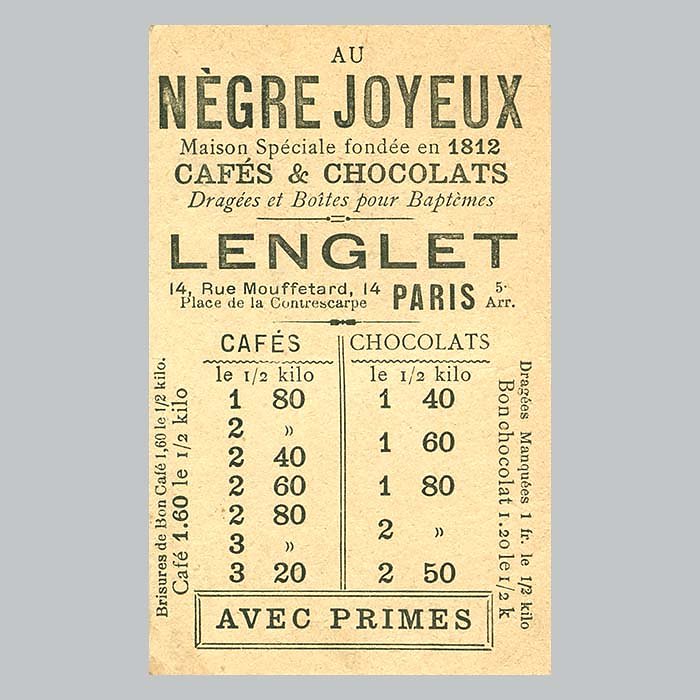 AU
NÈGRE JOYEUX
Maison Spéciale fondée en 1812
CAFÉS & CHOCOLATS
Dragées et Boîtes pour Baptêmes
LENGLET
14, Rue Mouffetard, 14
Place de la Contrescarpe
PARIS 5e Arr.
CAFÉS
le 1/2 kilo
1 80
2 »
2 40
2 60
2 80
3 »
3 20
CHOCOLATS
le 1/2 kilo
1 40
1 60
1 80
2 »
2 50
Brisures de Bon Café 1,60 le 1/2 kilo.
Café 1.60 le 1/2 kilo
Dragées Manquées 1 fr. le 1/2 kilo
Bon chocolat 1.20 le 1/2 k
AVEC PRIMES